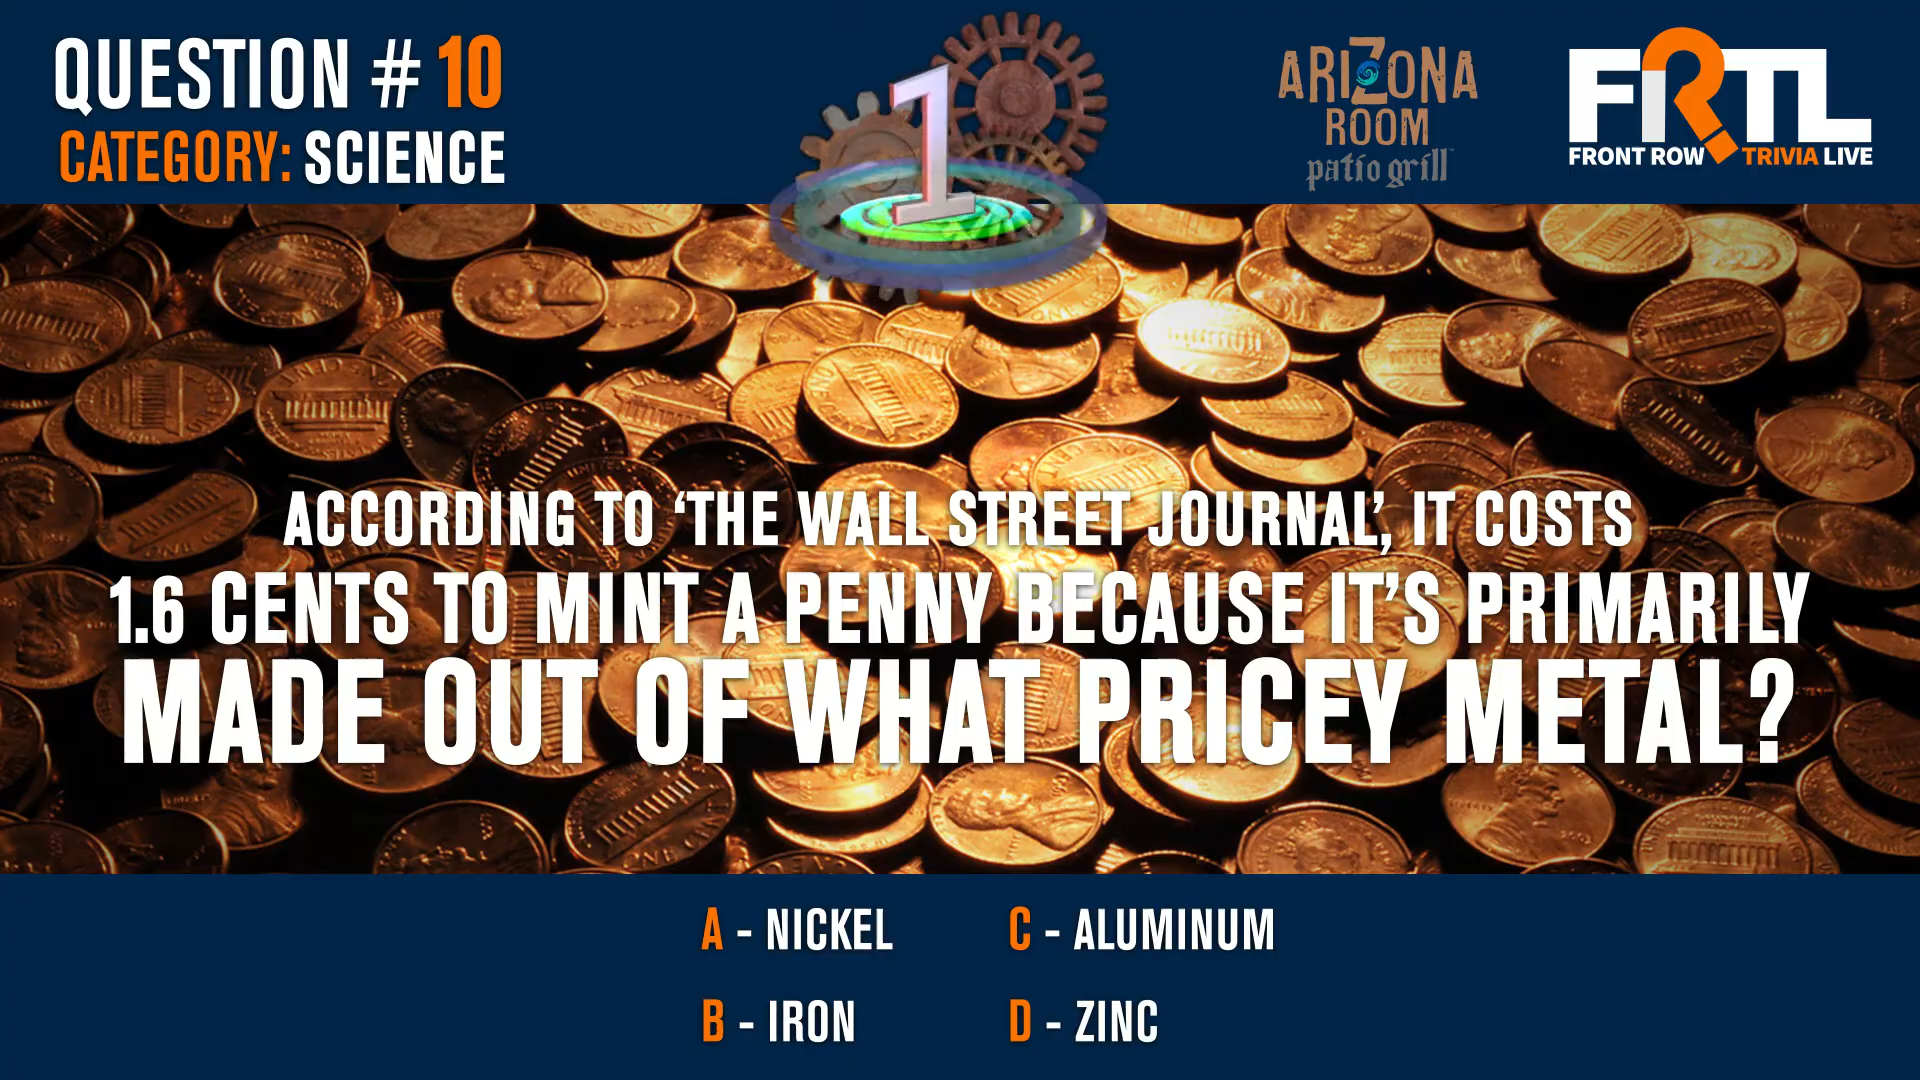 QUESTION # 10
CATEGORY: SCIENCE
1
ARIZONA
ROOM
patio grill
FRTL
FRONT ROW TRIVIA LIVE
ACCORDING TO ‘THE WALL STREET JOURNAL’, IT COSTS
1.6 CENTS TO MINT A PENNY BECAUSE IT’S PRIMARILY
MADE OUT OF WHAT PRICEY METAL?
A - NICKEL
B - IRON
C - ALUMINUM
D - ZINC